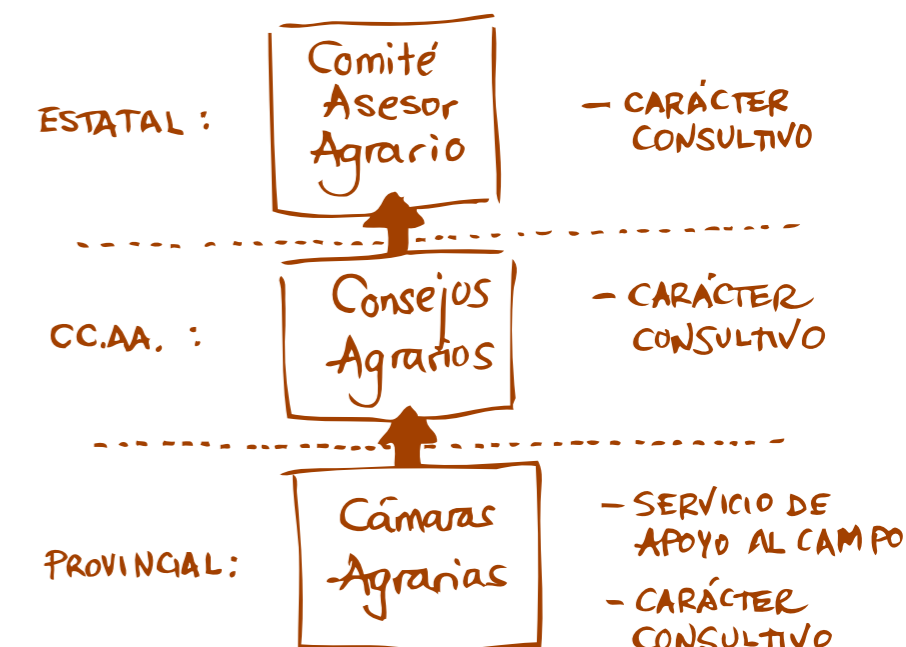 Comité
ESTATAL : Asesor - CARÁCTER
Agrario CONSULTIVO
Consejos - CARÁCTER
CC.AA. : Agrarios CONSULTIVO
Cámaras - SERVICIO DE
APOYO AL CAMPO
PROVINCIAL: Agrarias
- CARÁCTER
CONSULTIVO